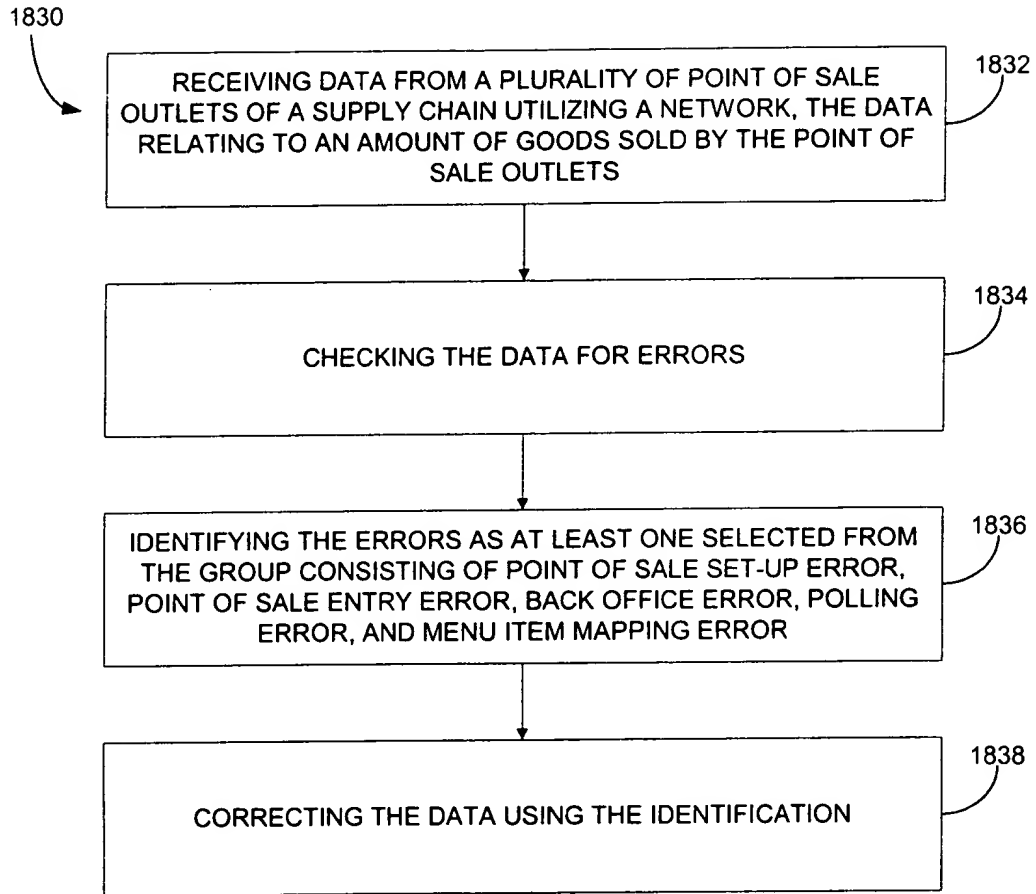 1830
RECEIVING DATA FROM A PLURALITY OF POINT OF SALE
OUTLETS OF A SUPPLY CHAIN UTILIZING A NETWORK, THE DATA
RELATING TO AN AMOUNT OF GOODS SOLD BY THE POINT OF
SALE OUTLETS
1832
CHECKING THE DATA FOR ERRORS
1834
IDENTIFYING THE ERRORS AS AT LEAST ONE SELECTED FROM
THE GROUP CONSISTING OF POINT OF SALE SET-UP ERROR,
POINT OF SALE ENTRY ERROR, BACK OFFICE ERROR, POLLING
ERROR, AND MENU ITEM MAPPING ERROR
1836
CORRECTING THE DATA USING THE IDENTIFICATION
1838